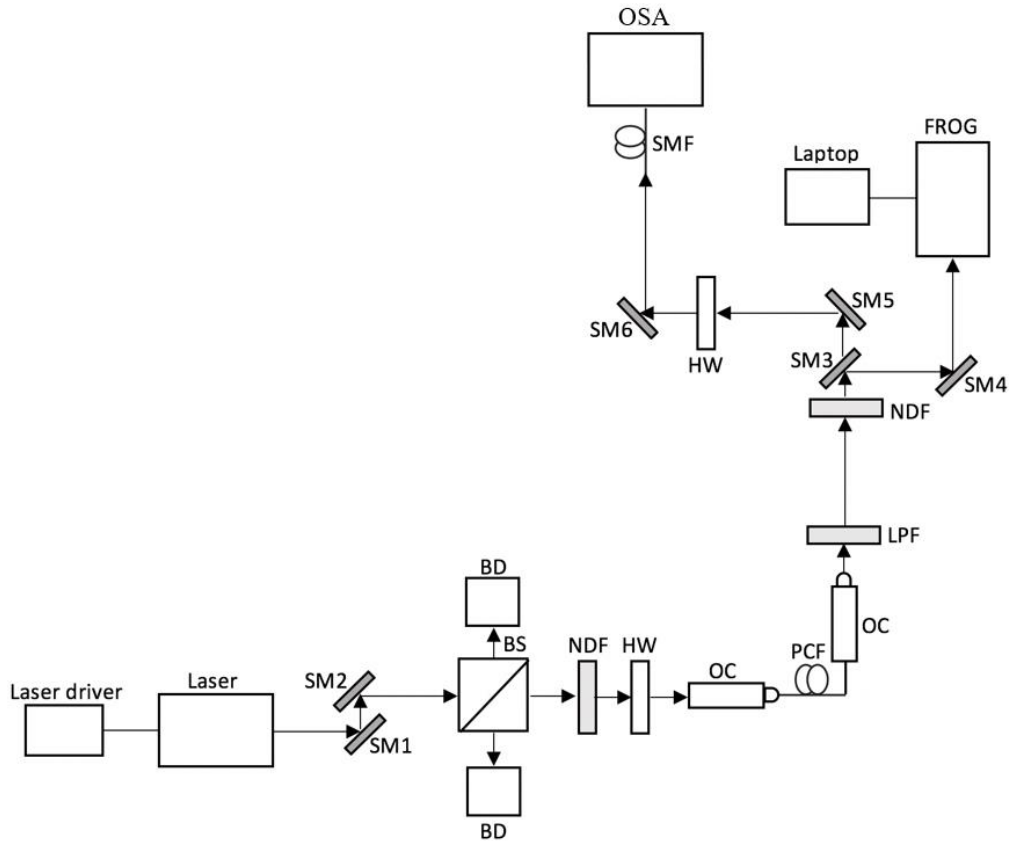 OSA
SMF
FROG
Laptop
SM5
SM6
HW
SM3
SM4
NDF
LPF
BD
OC
BS
NDF
HW
PCF
OC
SM2
Laser
Laser driver
SM1
BD